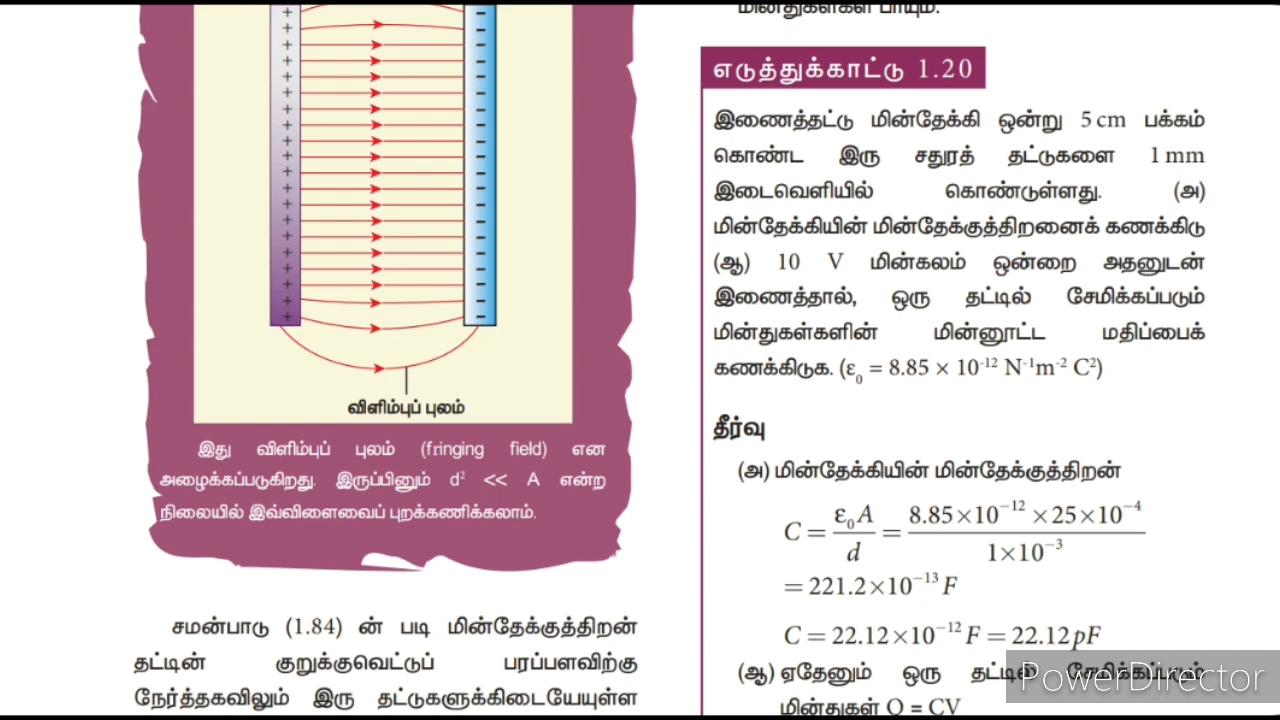 விளிம்புப் புலம்
இது விளிம்புப் புலம் (fringing field) என
அழைக்கப்படுகிறது. இருப்பினும் d² << A என்ற
நிலையில் இவ்விளைவைப் புறக்கணிக்கலாம்.
சமன்பாடு (1.84) ன் படி மின்தேக்குத்திறன்
தட்டின் குறுக்குவெட்டுப் பரப்பளவிற்கு
நேர்த்தகவிலும் இரு தட்டுகளுக்கிடையேயுள்ள
மின்துகள்கள் பாயும்.
எடுத்துக்காட்டு 1.20
இணைத்தட்டு மின்தேக்கி ஒன்று 5 cm பக்கம்
கொண்ட இரு சதுரத் தட்டுகளை 1 mm
இடைவெளியில் கொண்டுள்ளது. (அ)
மின்தேக்கியின் மின்தேக்குத்திறனைக் கணக்கிடு
(ஆ) 10 V மின்கலம் ஒன்றை அதனுடன்
இணைத்தால், ஒரு தட்டில் சேமிக்கப்படும்
மின்துகள்களின் மின்னூட்ட மதிப்பைக்
கணக்கிடுக. (ε₀ = 8.85 × 10⁻¹² N⁻¹m⁻² C²)
தீர்வு
(அ) மின்தேக்கியின் மின்தேக்குத்திறன்
C = ε₀A / d = 8.85×10⁻¹² ×25×10⁻⁴ / 1×10⁻³
= 221.2×10⁻¹³ F
C = 22.12×10⁻¹² F = 22.12 pF
(ஆ) ஏதேனும் ஒரு தட்டில் சேமிக்கப்படும்
மின்துகள் Q = CV
PowerDirector